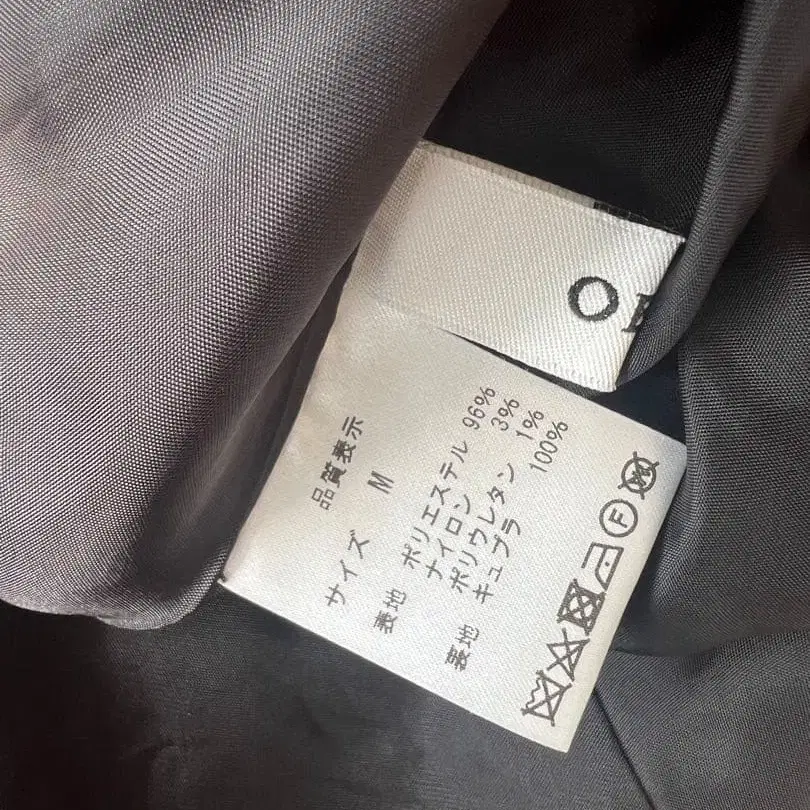 O
品質表示
サイズ M
表地 ポリエステル 96%
ナイロン 3%
ポリウレタン 1%
裏地 キュプラ 100%
F